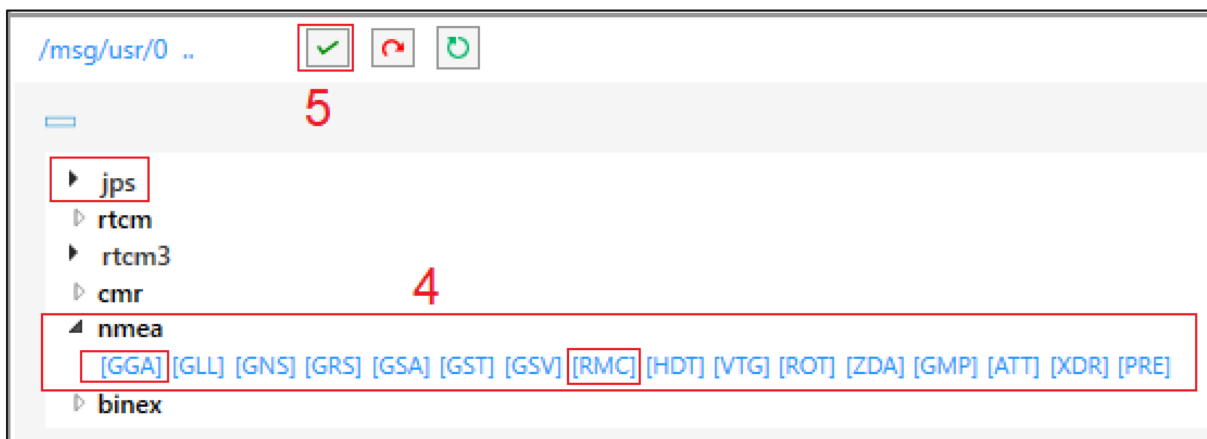 /msg/usr/0 ..
5
jps
rtcm
rtcm3
cmr
4
nmea
[GGA] [GLL] [GNS] [GRS] [GSA] [GST] [GSV] [RMC] [HDT] [VTG] [ROT] [ZDA] [GMP] [ATT] [XDR] [PRE]
binex